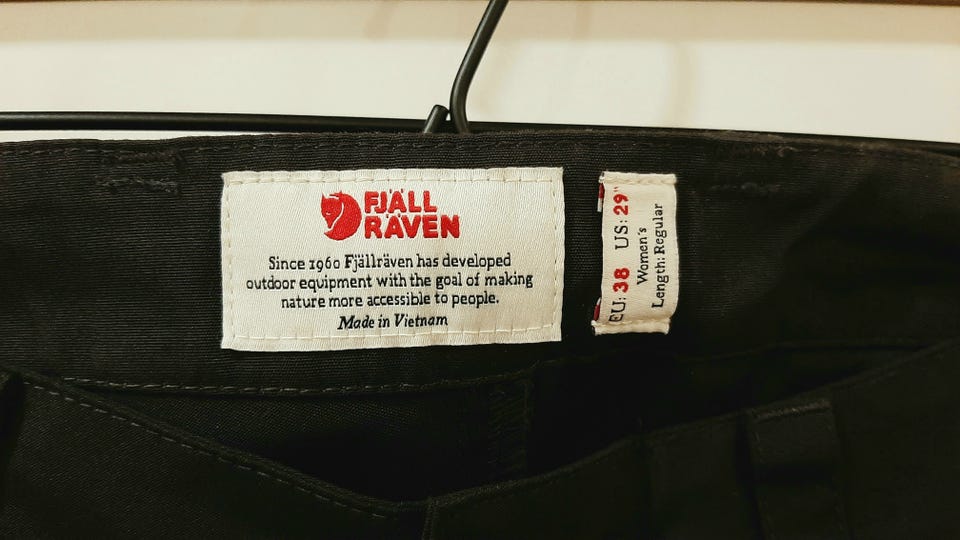 FJÄLL
RÄVEN
Since 1960 Fjällräven has developed
outdoor equipment with the goal of making
nature more accessible to people.
Made in Vietnam
EU: 38 US: 29"
Women's
Length: Regular